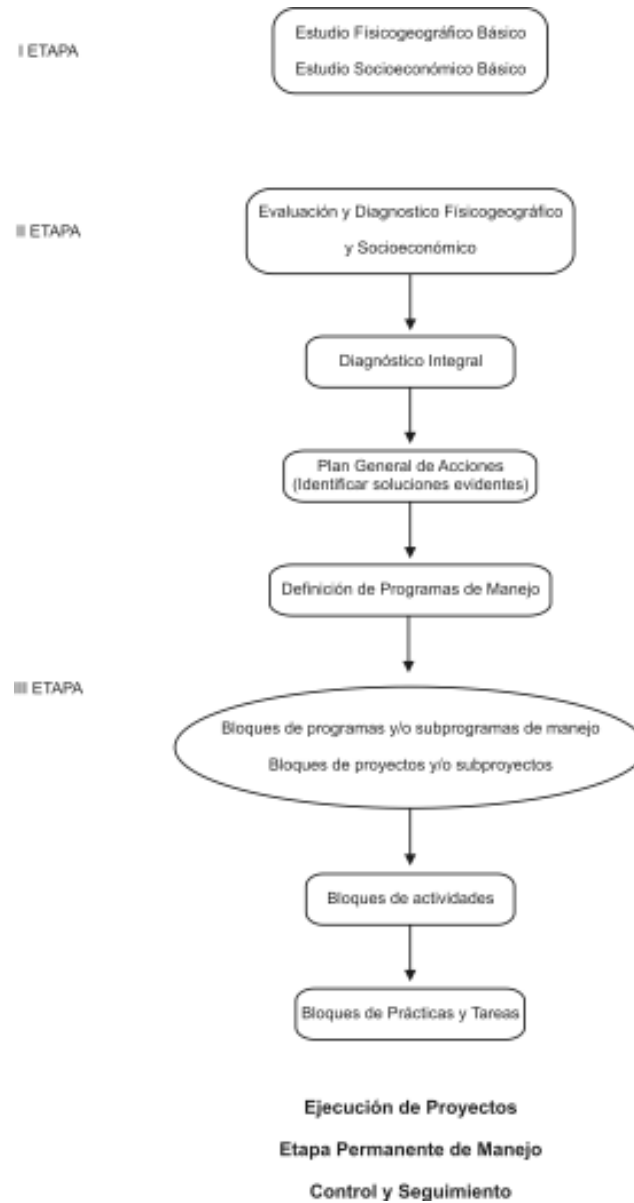 I ETAPA
Estudio Físicogeográfico Básico
Estudio Socioeconómico Básico
II ETAPA
Evaluación y Diagnostico Físicogeográfico
y Socioeconómico
Diagnóstico Integral
Plan General de Acciones
(Identificar soluciones evidentes)
Definición de Programas de Manejo
III ETAPA
Bloques de programas y/o subprogramas de manejo
Bloques de proyectos y/o subproyectos
Bloques de actividades
Bloques de Prácticas y Tareas
Ejecución de Proyectos
Etapa Permanente de Manejo
Control y Seguimiento